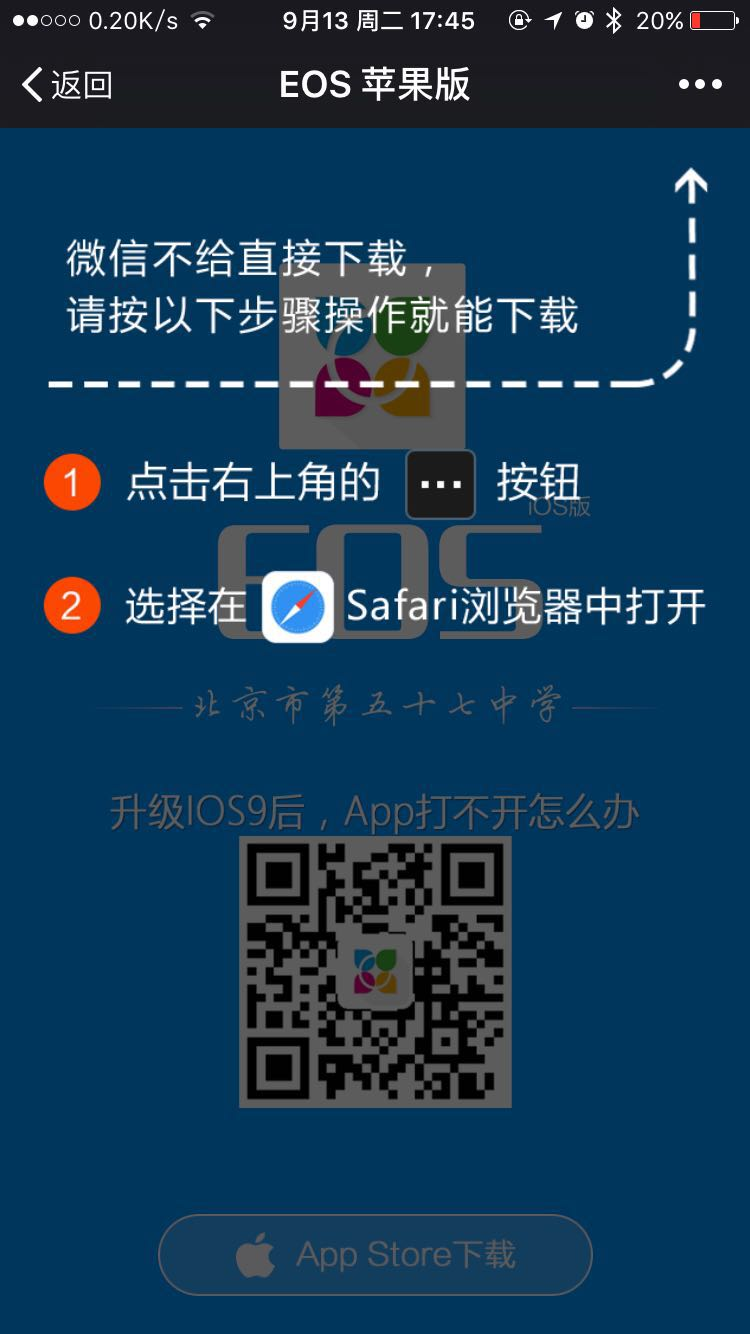 0.20K/s 9月13 周二 17:45 20%
返回 EOS 苹果版
微信不给直接下载，
请按以下步骤操作就能下载
1 点击右上角的 ... 按钮
iOS版
EOS
2 选择在 Safari浏览器中打开
北京市第五十七中学
升级IOS9后，App打不开怎么办
App Store下载